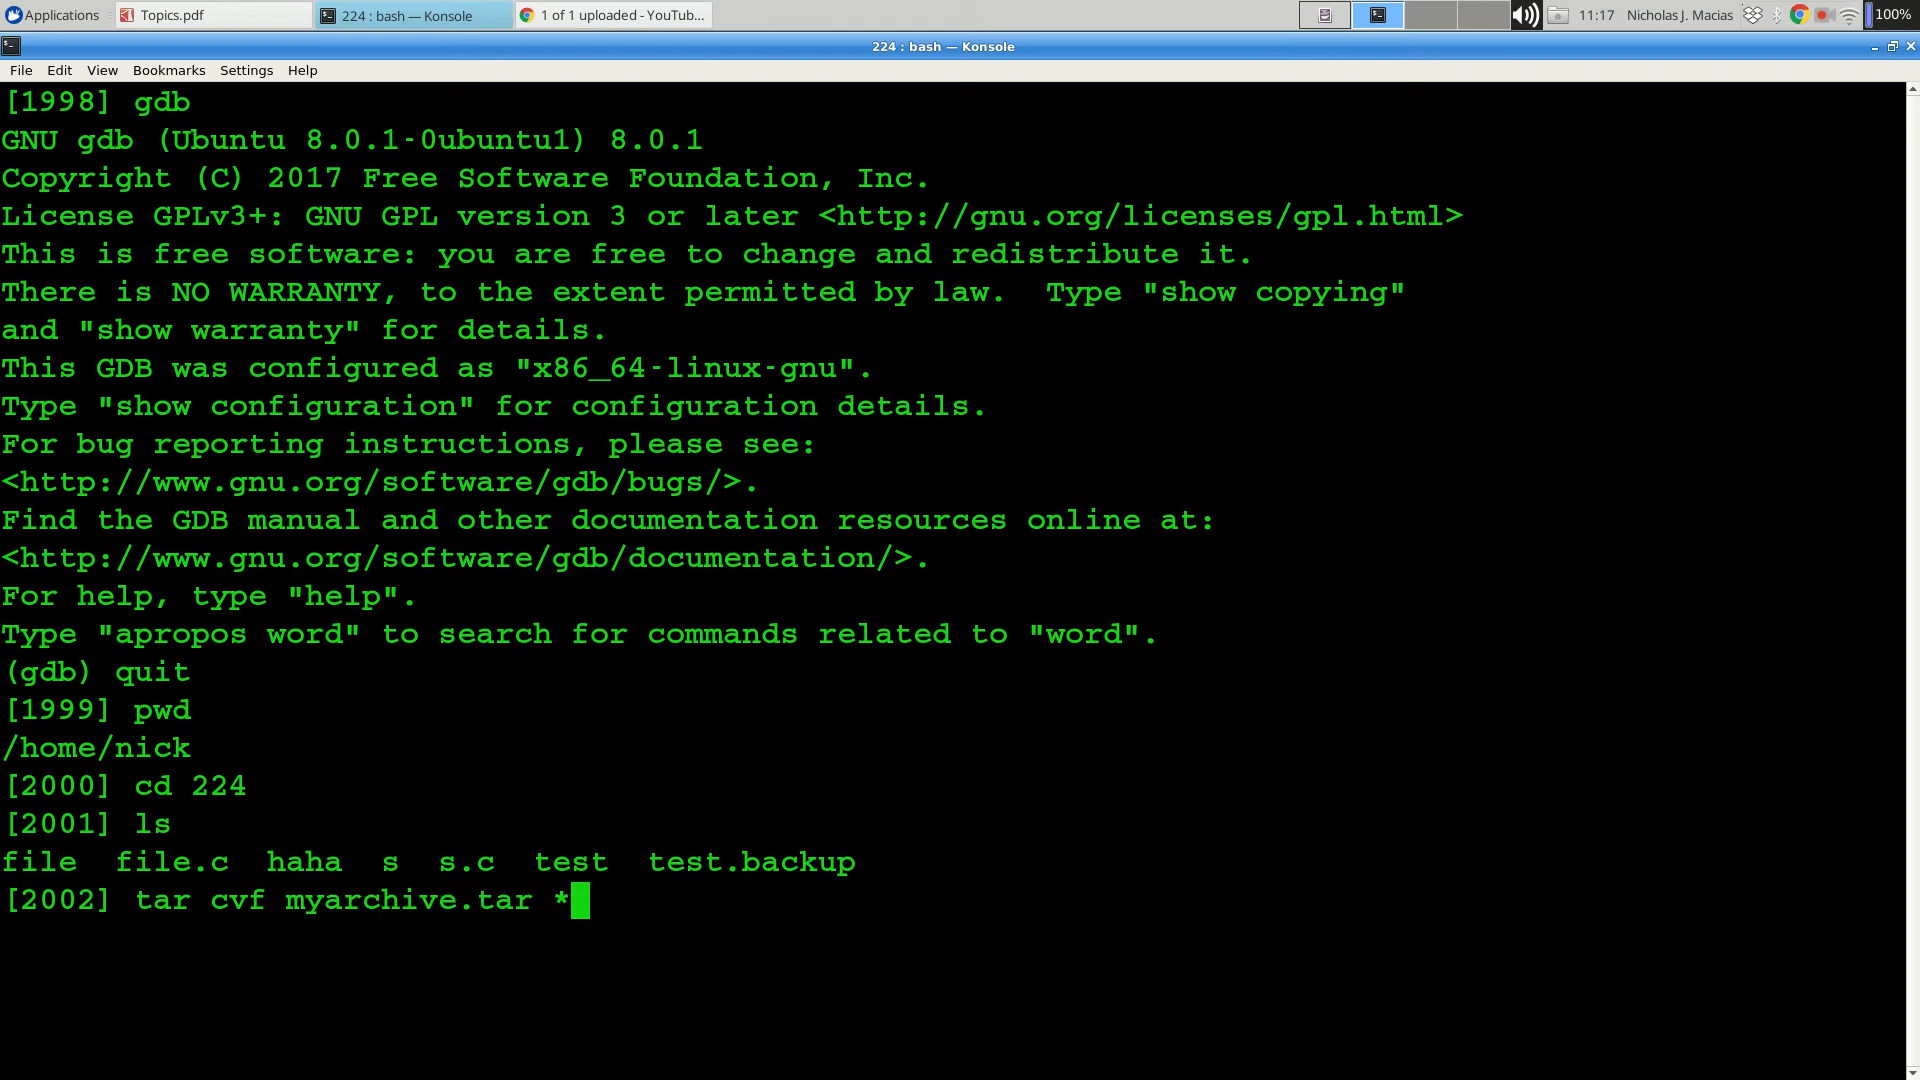 Applications Topics.pdf 224 : bash — Konsole 1 of 1 uploaded - YouTub... 11:17 Nicholas J. Macias 100%
224 : bash — Konsole
File Edit View Bookmarks Settings Help
[1998] gdb
GNU gdb (Ubuntu 8.0.1-0ubuntu1) 8.0.1
Copyright (C) 2017 Free Software Foundation, Inc.
License GPLv3+: GNU GPL version 3 or later <http://gnu.org/licenses/gpl.html>
This is free software: you are free to change and redistribute it.
There is NO WARRANTY, to the extent permitted by law.  Type "show copying"
and "show warranty" for details.
This GDB was configured as "x86_64-linux-gnu".
Type "show configuration" for configuration details.
For bug reporting instructions, please see:
<http://www.gnu.org/software/gdb/bugs/>.
Find the GDB manual and other documentation resources online at:
<http://www.gnu.org/software/gdb/documentation/>.
For help, type "help".
Type "apropos word" to search for commands related to "word".
(gdb) quit
[1999] pwd
/home/nick
[2000] cd 224
[2001] ls
file  file.c  haha  s  s.c  test  test.backup
[2002] tar cvf myarchive.tar *